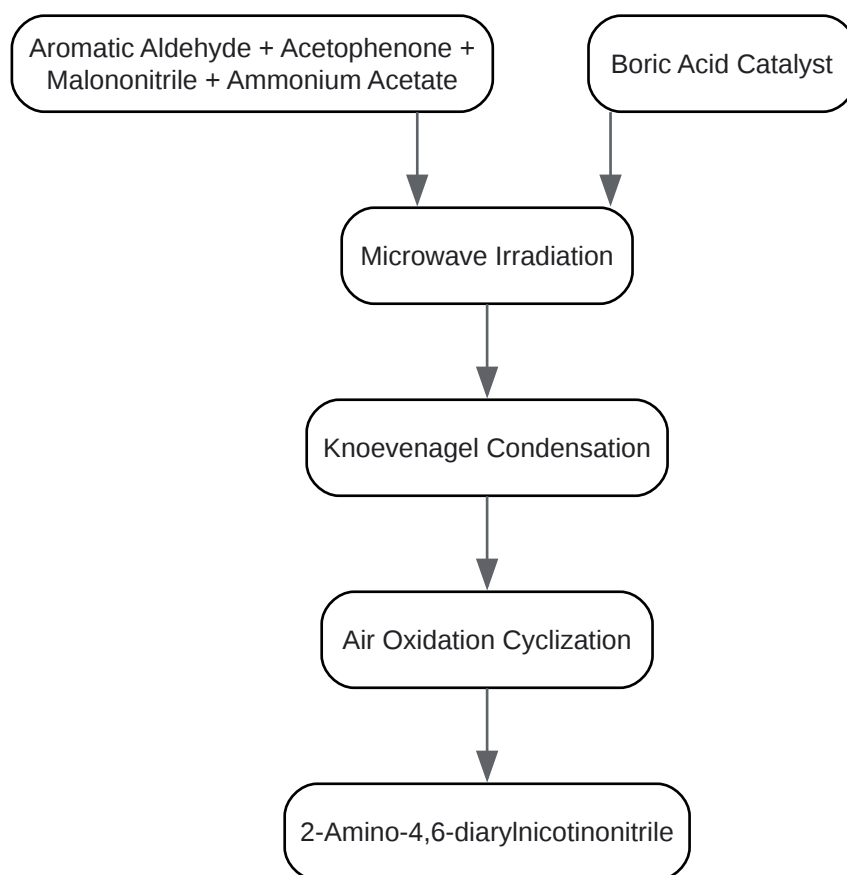 Aromatic Aldehyde + Acetophenone +
Malononitrile + Ammonium Acetate
Boric Acid Catalyst
Microwave Irradiation
Knoevenagel Condensation
Air Oxidation Cyclization
2-Amino-4,6-diarylnicotinonitrile